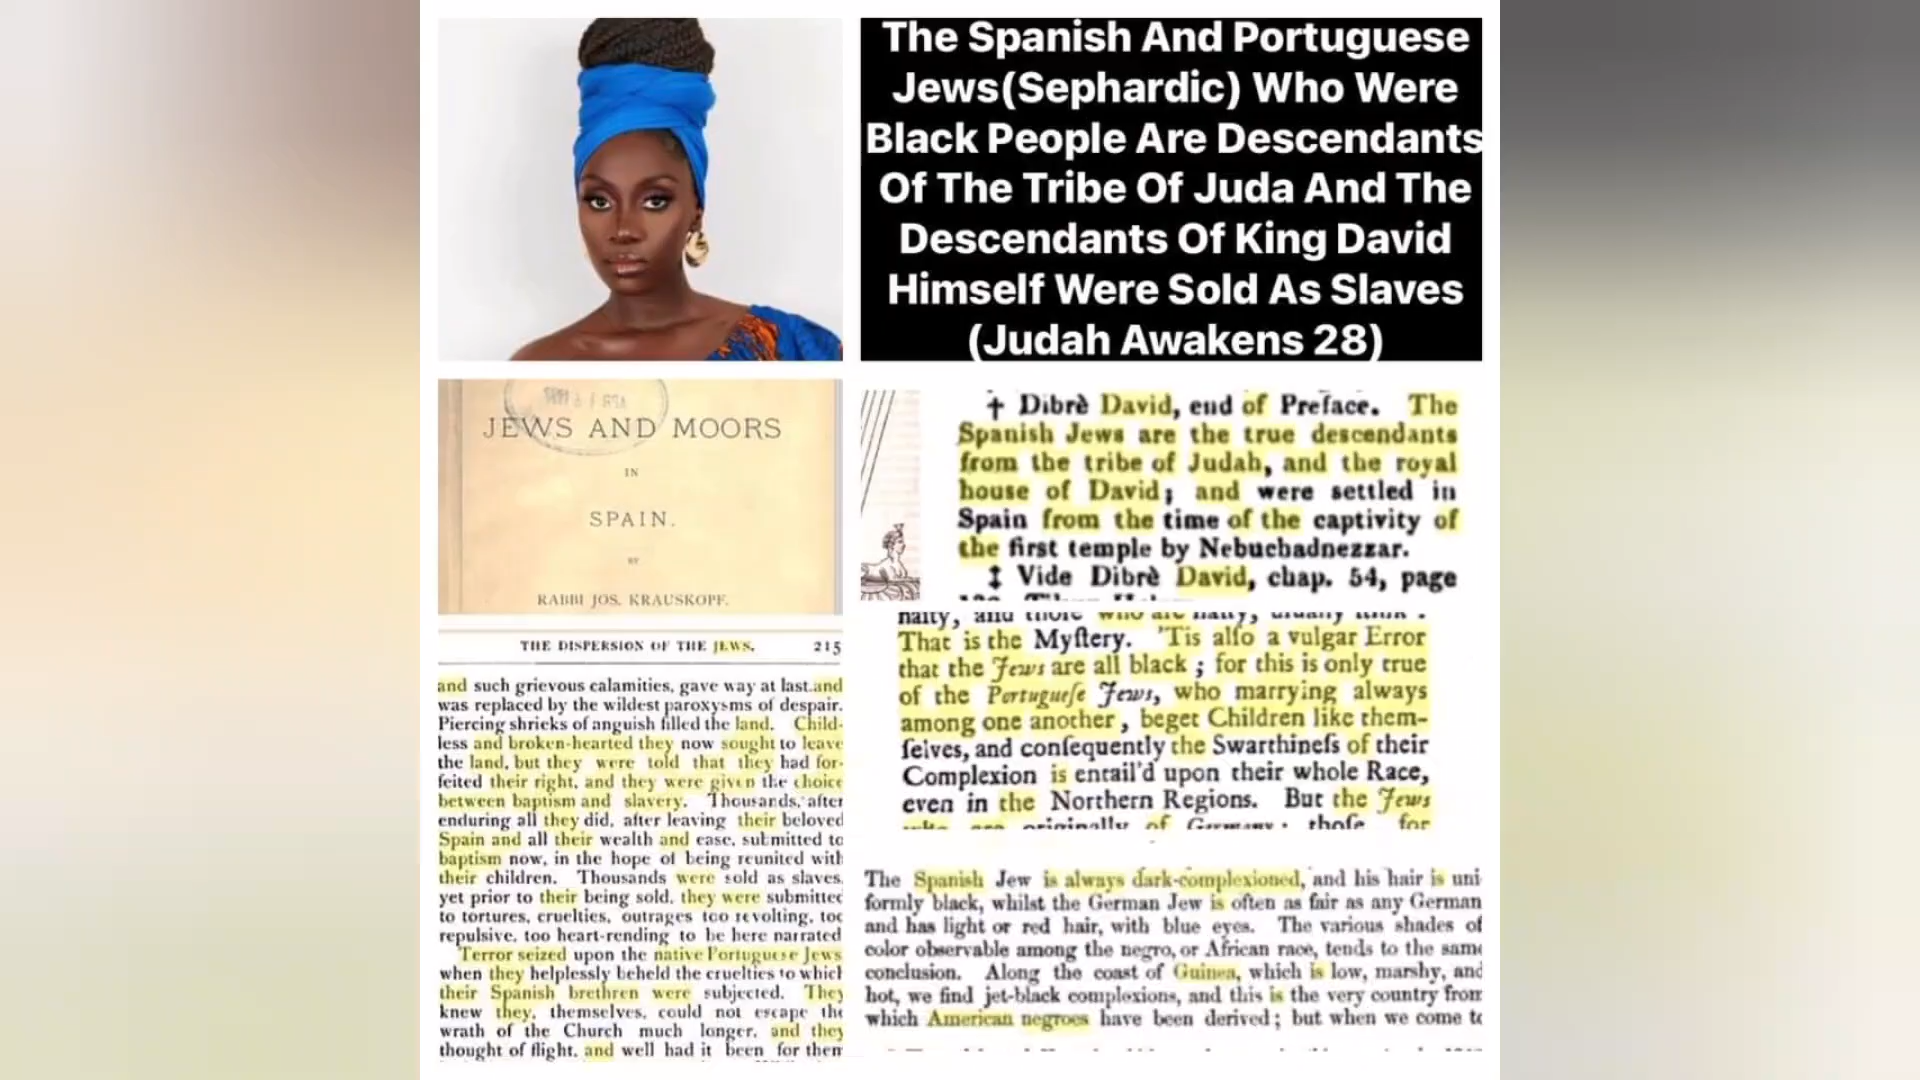 The Spanish And Portuguese
Jews(Sephardic) Who Were
Black People Are Descendants
Of The Tribe Of Juda And The
Descendants Of King David
Himself Were Sold As Slaves
(Judah Awakens 28)
JEWS AND MOORS
IN
SPAIN.
BY
RABBI JOS. KRAUSKOPF.
THE DISPERSION OF THE JEWS. 215
and such grievous calamities, gave way at last and
was replaced by the wildest paroxysms of despair.
Piercing shrieks of anguish filled the land. Child-
less and broken-hearted they now sought to leave
the land, but they were told that they had for-
feited their right, and they were given the choice
between baptism and slavery. Thousands, after
enduring all they did, after leaving their beloved
Spain and all their wealth and ease, submitted to
baptism now, in the hope of being reunited with
their children. Thousands were sold as slaves,
yet prior to their being sold, they were submitted
to tortures, cruelties, outrages too revolting, too
repulsive, too heart-rending to be here narrated
Terror seized upon the native Portuguese Jews
when they helplessly beheld the cruelties to which
their Spanish brethren were subjected. They
knew they, themselves, could not escape the
wrath of the Church much longer, and they
thought of flight, and well had it been for them
† Dibrè David, end of Preface. The
Spanish Jews are the true descendants
from the tribe of Judah, and the royal
house of David; and were settled in
Spain from the time of the captivity of
the first temple by Nebuchadnezzar.
‡ Vide Dibrè David, chap. 54, page
nalty, and those who are
That is the Myſtery. 'Tis alſo a vulgar Error
that the Jews are all black; for this is only true
of the Portugueſe Jews, who marrying always
among one another, beget Children like them-
ſelves, and conſequently the Swarthineſs of their
Complexion is entail'd upon their whole Race,
even in the Northern Regions. But the Jews
who are originally of Germany; thoſe, for
The Spanish Jew is always dark-complexioned, and his hair is uni
formly black, whilst the German Jew is often as fair as any German
and has light or red hair, with blue eyes. The various shades of
color observable among the negro, or African race, tends to the same
conclusion. Along the coast of Guinea, which is low, marshy, and
hot, we find jet-black complexions, and this is the very country from
which American negroes have been derived; but when we come to